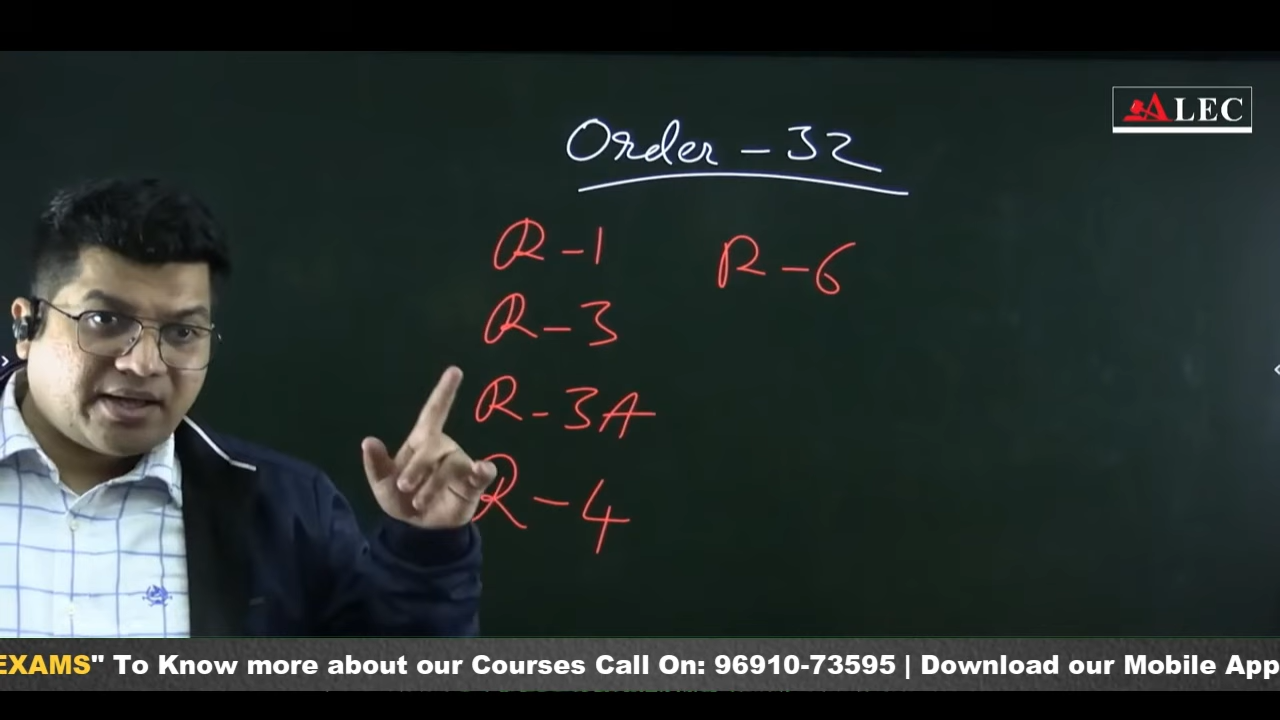 ALEC
Order - 32
R - 1
R - 3
R - 3A
R - 4
R - 6
EXAMS" To Know more about our Courses Call On: 96910-73595 | Download our Mobile App